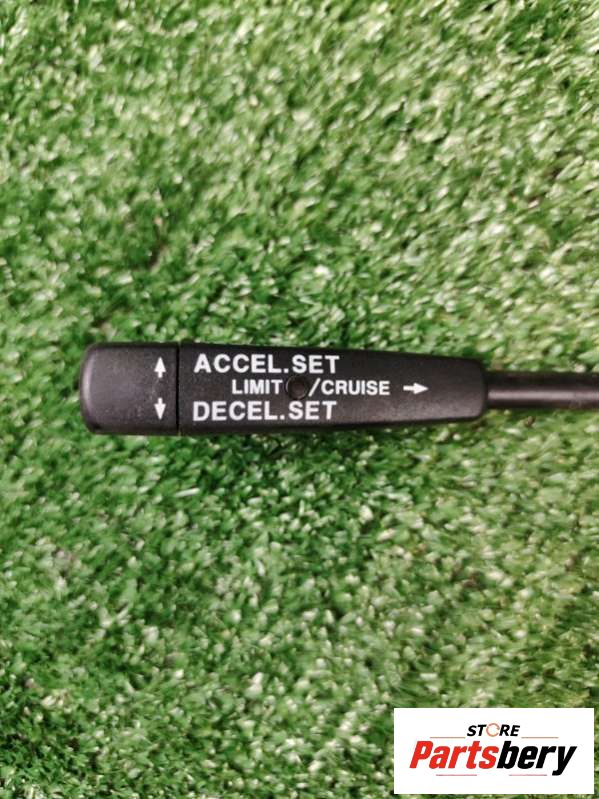 ACCEL.SET
LIMIT /CRUISE →
DECEL.SET
STORE
Partsbery